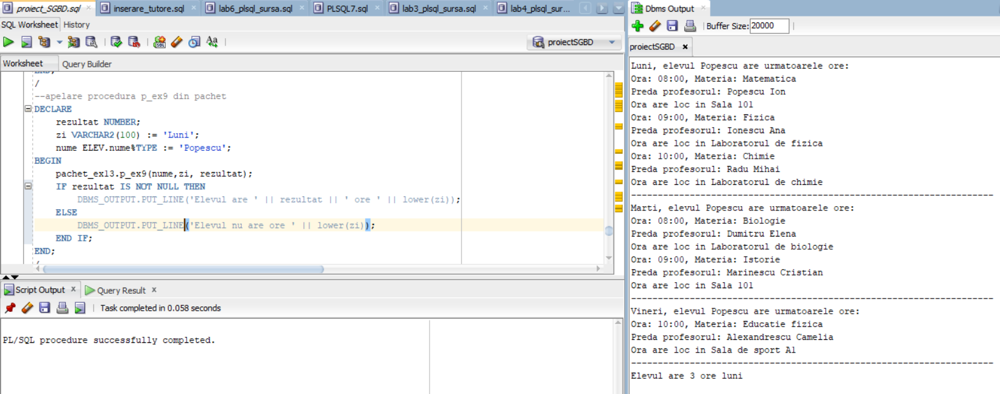 proiect_SGBD.sql
inserare_tutore.sql
lab6_plsql_sursa.sql
PLSQL7.sql
lab3_plsql_sursa.sql
lab4_plsql_sur...
SQL Worksheet History
proiectSGBD
Worksheet Query Builder
END;
/
--apelare procedura p_ex9 din pachet
DECLARE
rezultat NUMBER;
zi VARCHAR2(100) := 'Luni';
nume ELEV.nume%TYPE := 'Popescu';
BEGIN
pachet_ex13.p_ex9(nume,zi, rezultat);
IF rezultat IS NOT NULL THEN
DBMS_OUTPUT.PUT_LINE('Elevul are ' || rezultat || ' ore ' || lower(zi));
ELSE
DBMS_OUTPUT.PUT_LINE('Elevul nu are ore ' || lower(zi));
END IF;
END;
/
Script Output x Query Result x
Task completed in 0.058 seconds
PL/SQL procedure successfully completed.
Dbms Output
Buffer Size: 20000
proiectSGBD
Luni, elevul Popescu are urmatoarele ore:
Ora: 08:00, Materia: Matematica
Preda profesorul: Popescu Ion
Ora are loc in Sala 101
Ora: 09:00, Materia: Fizica
Preda profesorul: Ionescu Ana
Ora are loc in Laboratorul de fizica
Ora: 10:00, Materia: Chimie
Preda profesorul: Radu Mihai
Ora are loc in Laboratorul de chimie
--------------------------------------------------------------------
Marti, elevul Popescu are urmatoarele ore:
Ora: 08:00, Materia: Biologie
Preda profesorul: Dumitru Elena
Ora are loc in Laboratorul de biologie
Ora: 09:00, Materia: Istorie
Preda profesorul: Marinescu Cristian
Ora are loc in Sala 101
--------------------------------------------------------------------
Vineri, elevul Popescu are urmatoarele ore:
Ora: 10:00, Materia: Educatie fizica
Preda profesorul: Alexandrescu Camelia
Ora are loc in Sala de sport A1
--------------------------------------------------------------------
Elevul are 3 ore luni